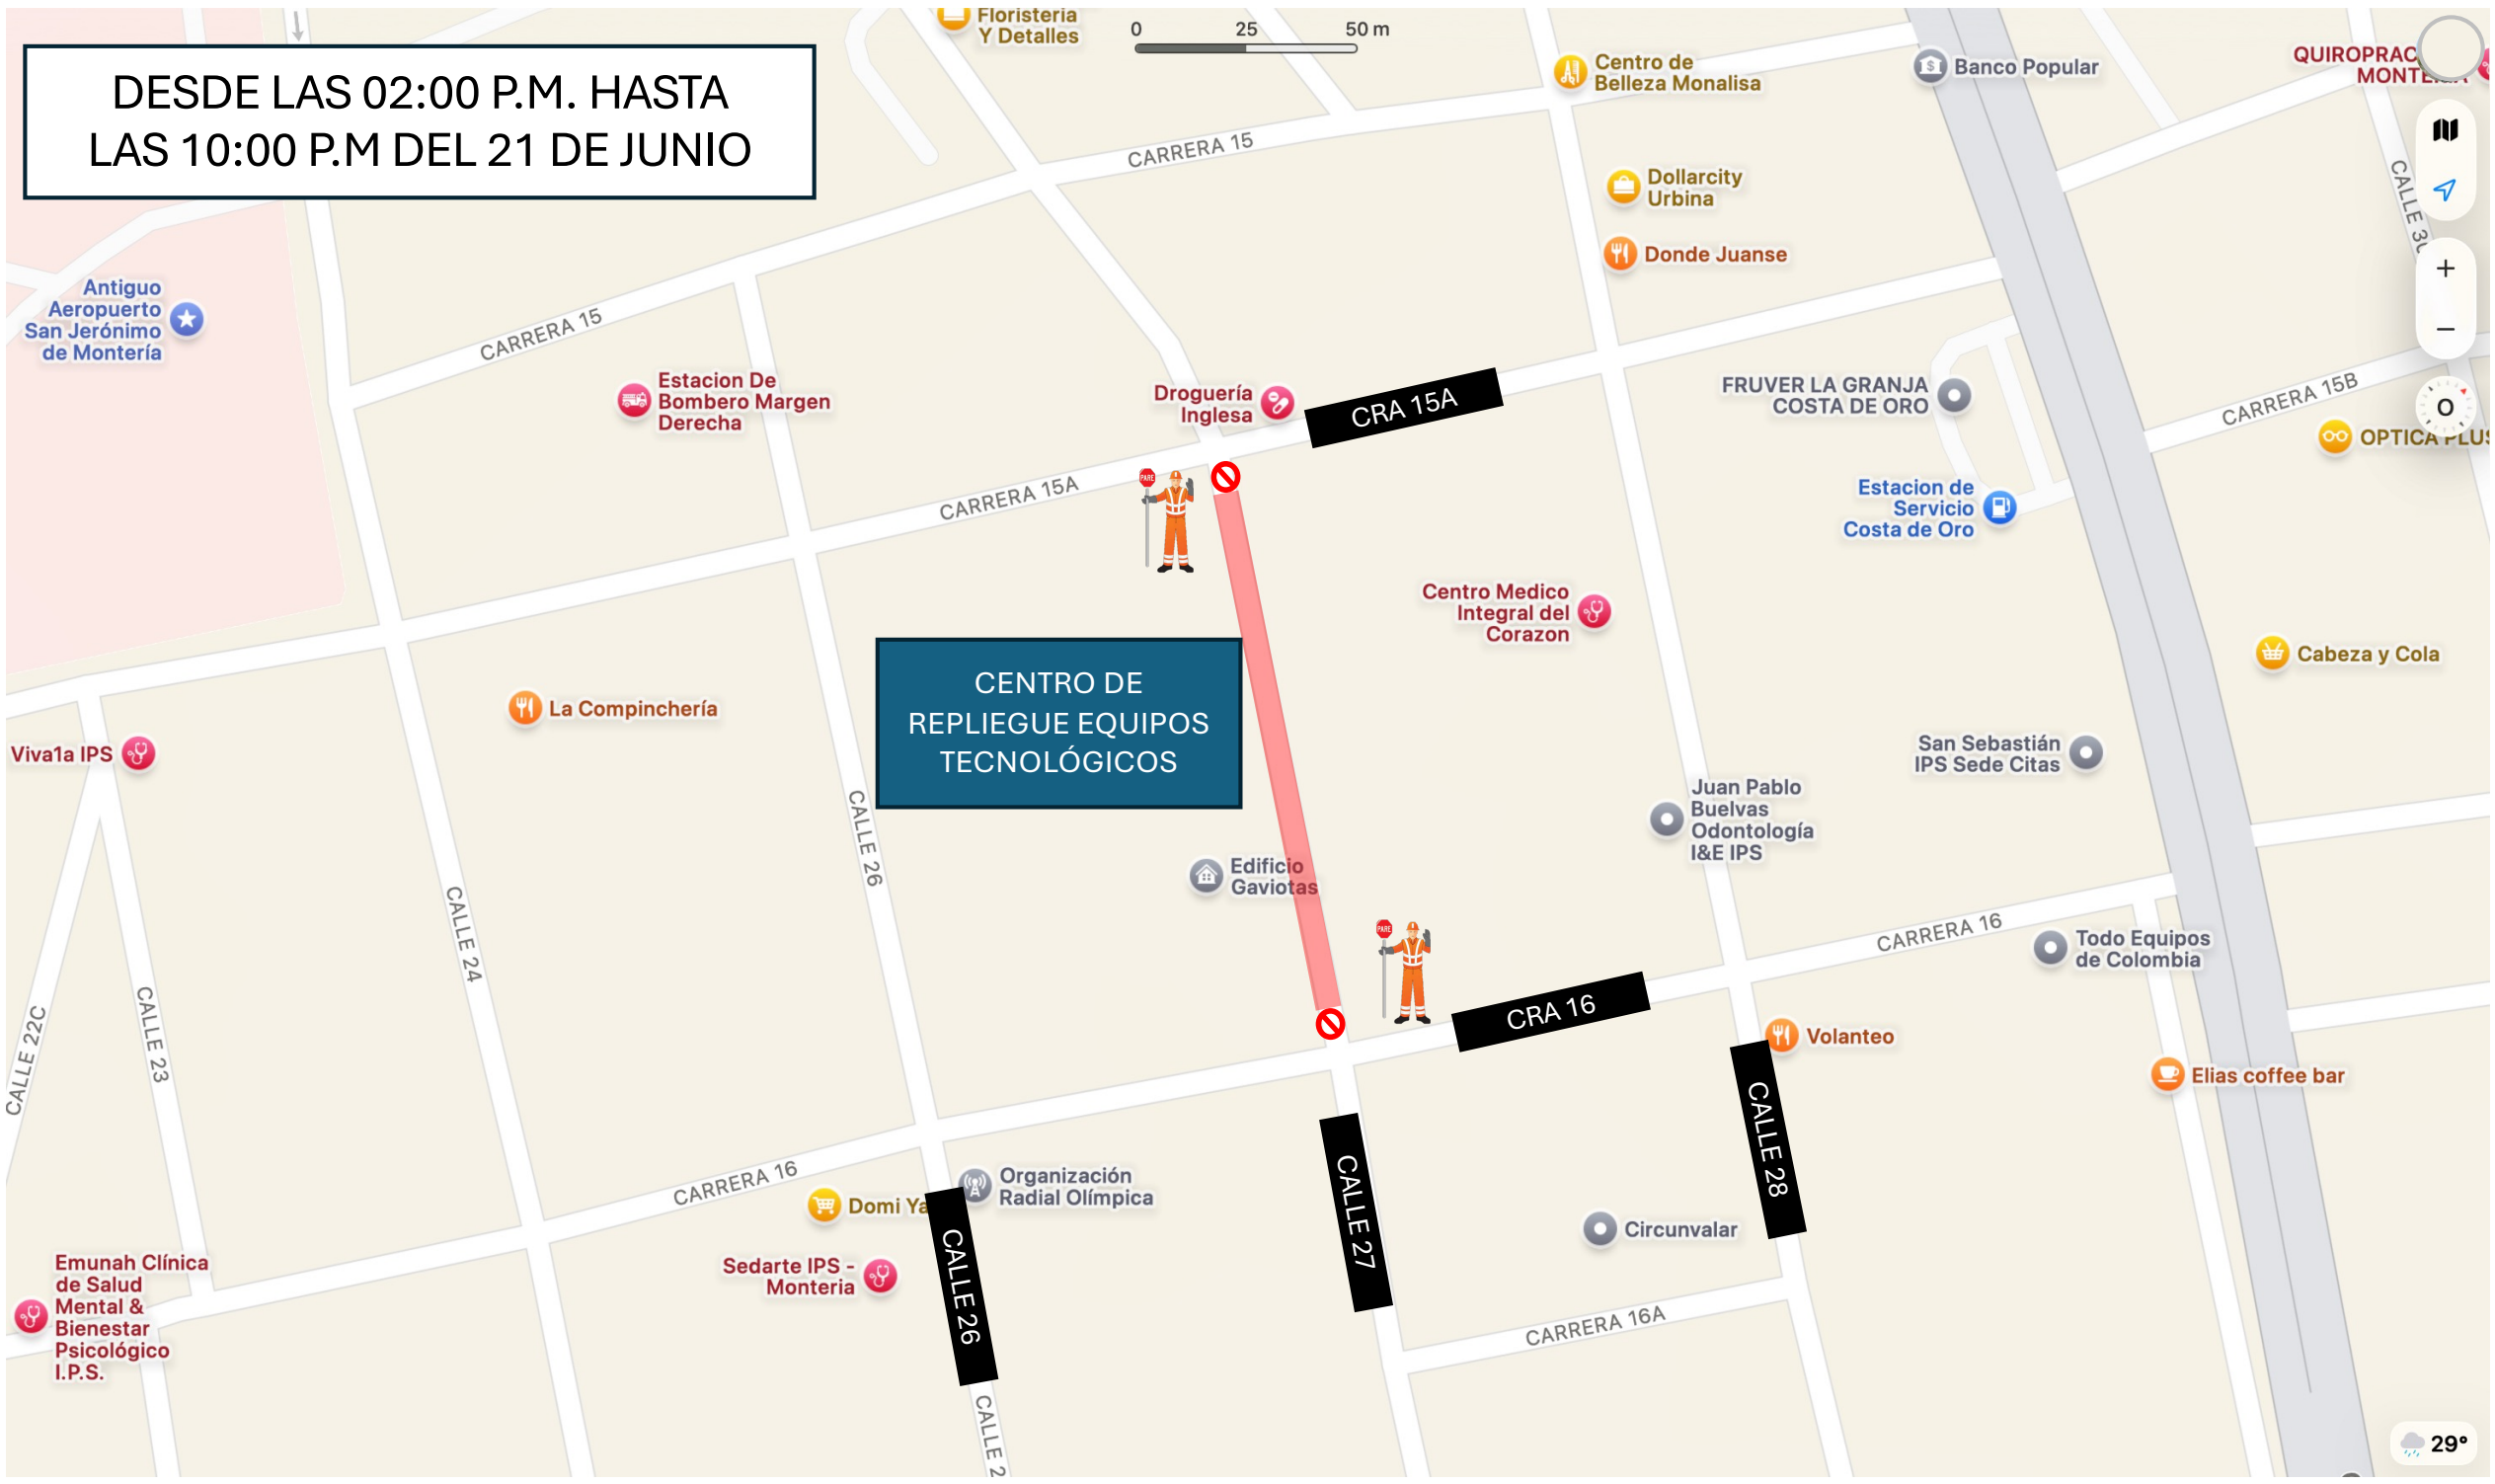 DESDE LAS 02:00 P.M. HASTA
LAS 10:00 P.M DEL 21 DE JUNIO
Floristeria
Y Detalles
0 25 50 m
Centro de
Belleza Monalisa
Banco Popular
CARRERA 15
Dollarcity
Urbina
Donde Juanse
Antiguo
Aeropuerto
San Jerónimo
de Montería
CARRERA 15
Estacion De
Bombero Margen
Derecha
Droguería
Inglesa
CRA 15A
FRUVER LA GRANJA
COSTA DE ORO
CARRERA 15B
O
CARRERA 15A
PARE
Estacion de
Servicio
Costa de Oro
Centro Medico
Integral del
Corazon
Cabeza y Cola
CENTRO DE
REPLIEGUE EQUIPOS
TECNOLÓGICOS
La Compinchería
Viva1a IPS
San Sebastián
IPS Sede Citas
Juan Pablo
Buelvas
Odontología
I&E IPS
CALLE 26
Edificio
Gaviotas
CALLE 24
PARE
CARRERA 16
Todo Equipos
de Colombia
CRA 16
CALLE 22C
CALLE 23
Volanteo
Elias coffee bar
CALLE 28
CARRERA 16
Organización
Radial Olímpica
Domi
CALLE 27
Circunvalar
Sedarte IPS -
Monteria
CALLE 26
Emunah Clínica
de Salud
Mental &
Bienestar
Psicológico
I.P.S.
CARRERA 16A
CALLE
29°